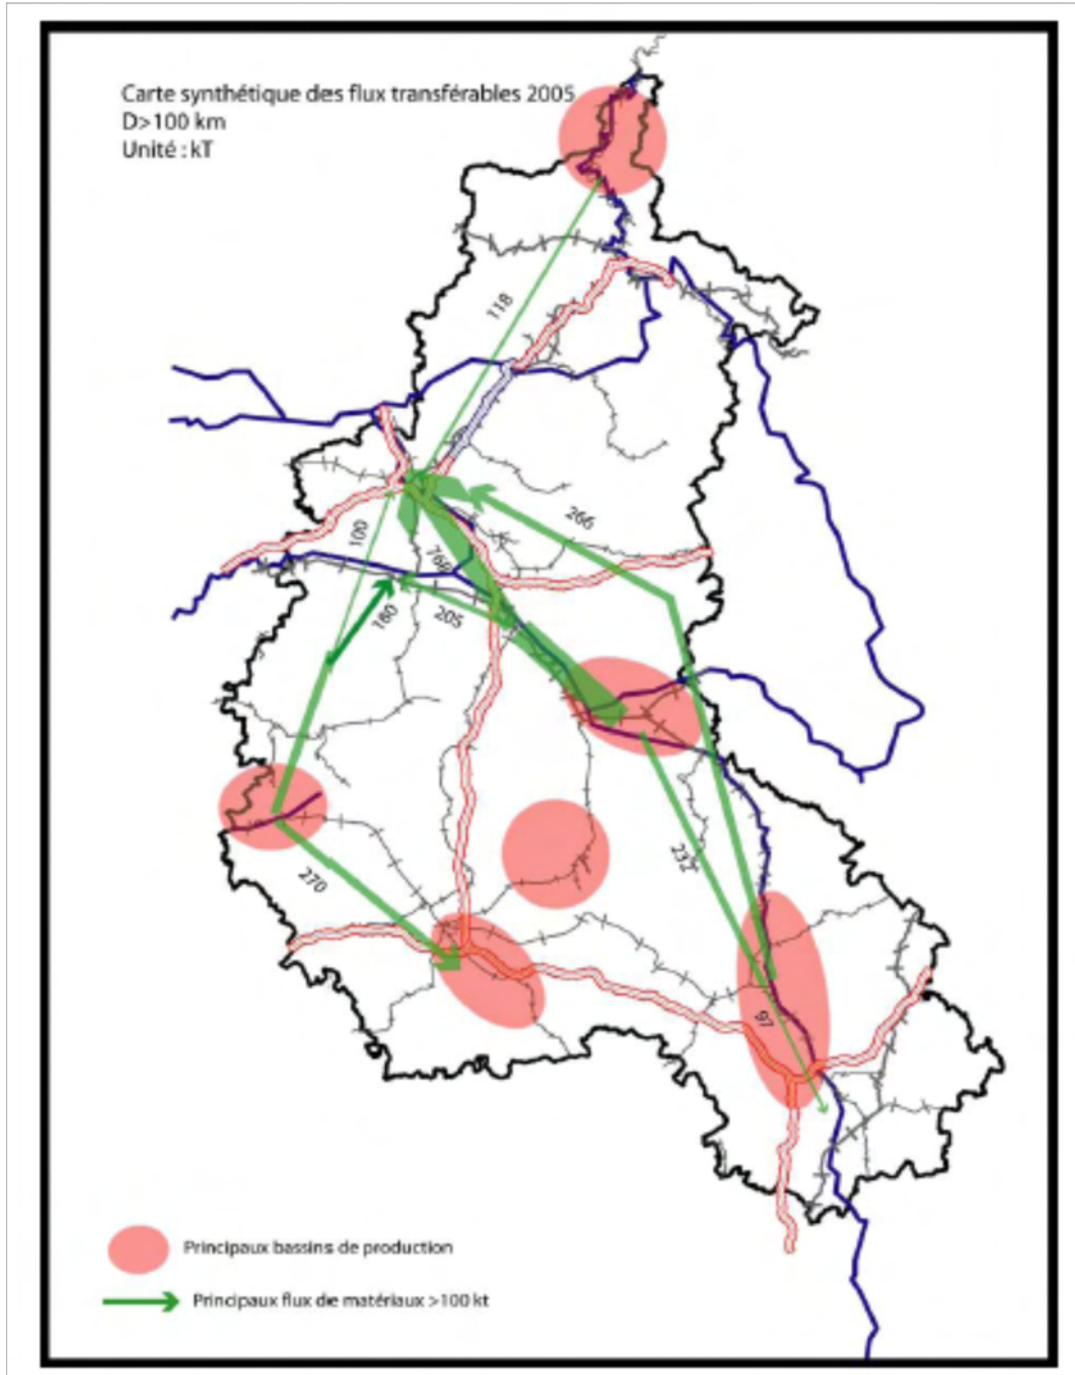 Carte synthétique des flux transférables 2005
D>100 km
Unité : kT
118
266
100
768
180
205
270
232
97
Principaux bassins de production
Principaux flux de matériaux >100 kt